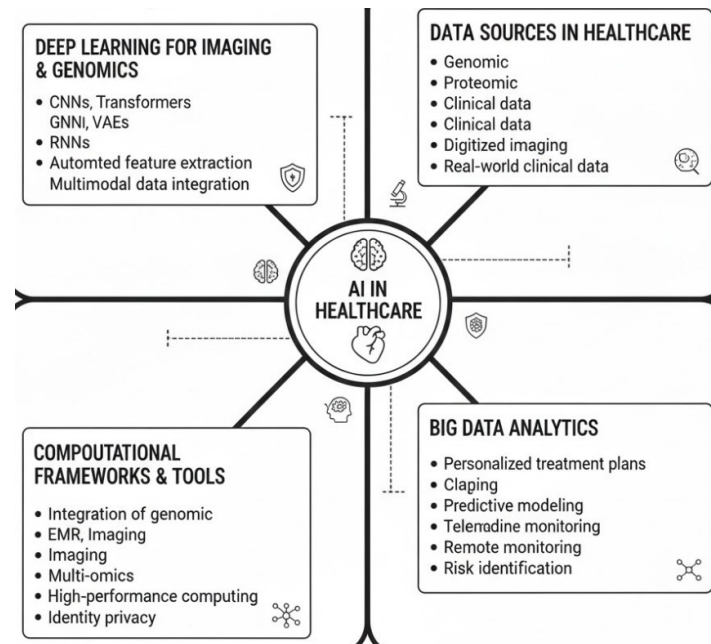 DEEP LEARNING FOR IMAGING
& GENOMICS
• CNNs, Transformers
GNNI, VAEs
• RNNs
• Automted feature extraction
Multimodal data integration
DATA SOURCES IN HEALTHCARE
• Genomic
• Proteomic
• Clinical data
• Clinical data
• Digitized imaging
• Real-world clinical data
AI IN
HEALTHCARE
COMPUTATIONAL
FRAMEWORKS & TOOLS
• Integration of genomic
• EMR, Imaging
• Imaging
• Multi-omics
• High-performance computing
• Identity privacy
BIG DATA ANALYTICS
• Personalized treatment plans
• Claping
• Predictive modeling
• Telemadine monitoring
• Remote monitoring
• Risk identification